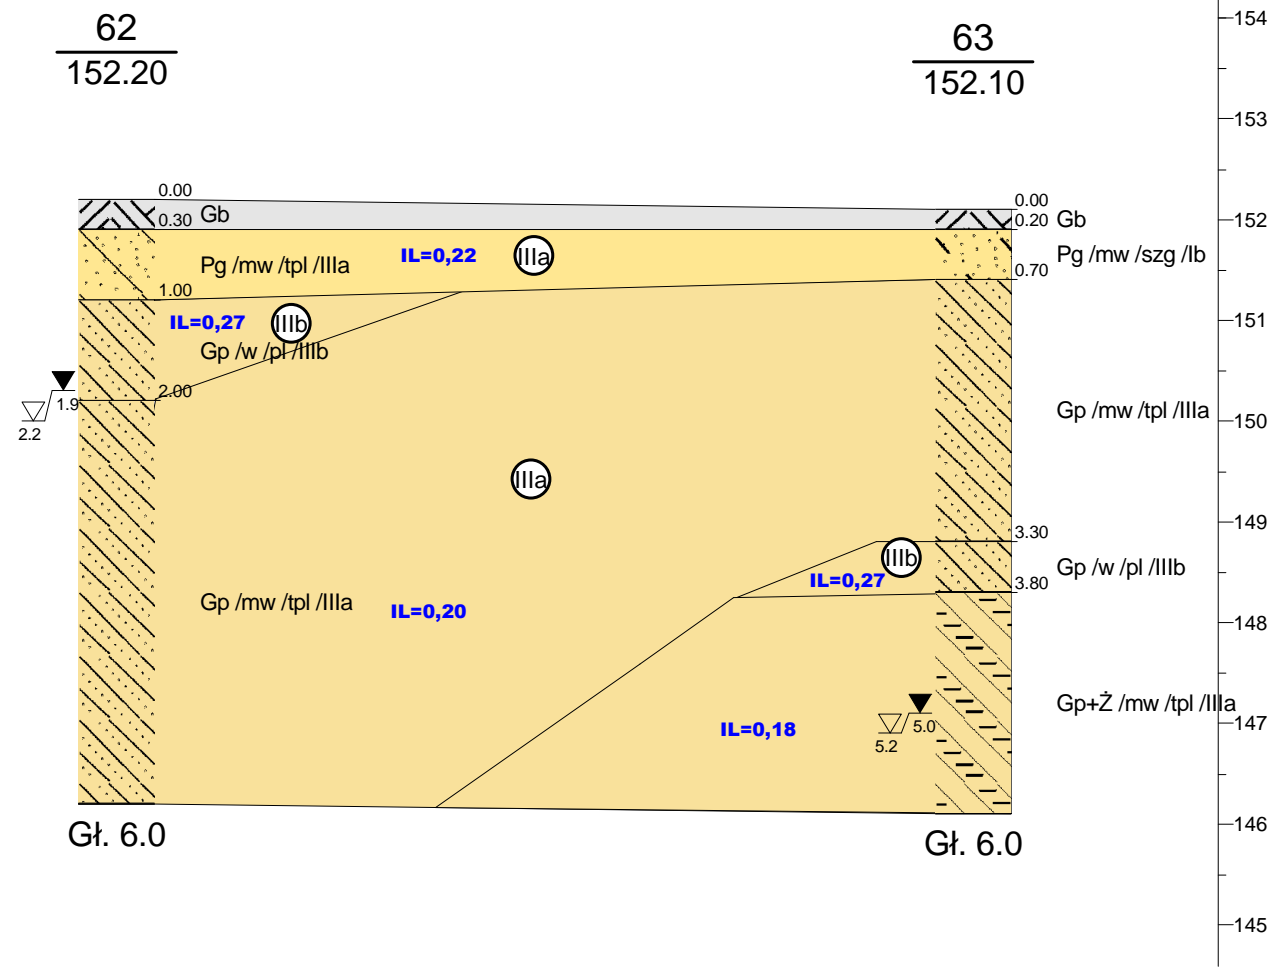 62
152.20
63
152.10
154
153
152
151
150
149
148
147
146
145
0.00
0.30
Gb
Pg /mw /tpl /IIIa
IL=0,22
IIIa
1.00
IL=0,27
IIIb
Gp /w /pl /IIIb
2.00
1.9
2.2
IIIa
Gp /mw /tpl /IIIa
IL=0,20
Gł. 6.0
0.00
0.20
Gb
Pg /mw /szg /Ib
0.70
Gp /mw /tpl /IIIa
3.30
IIIb
IL=0,27
Gp /w /pl /IIIb
3.80
IL=0,18
5.0
5.2
Gp+Ż /mw /tpl /IIIa
Gł. 6.0